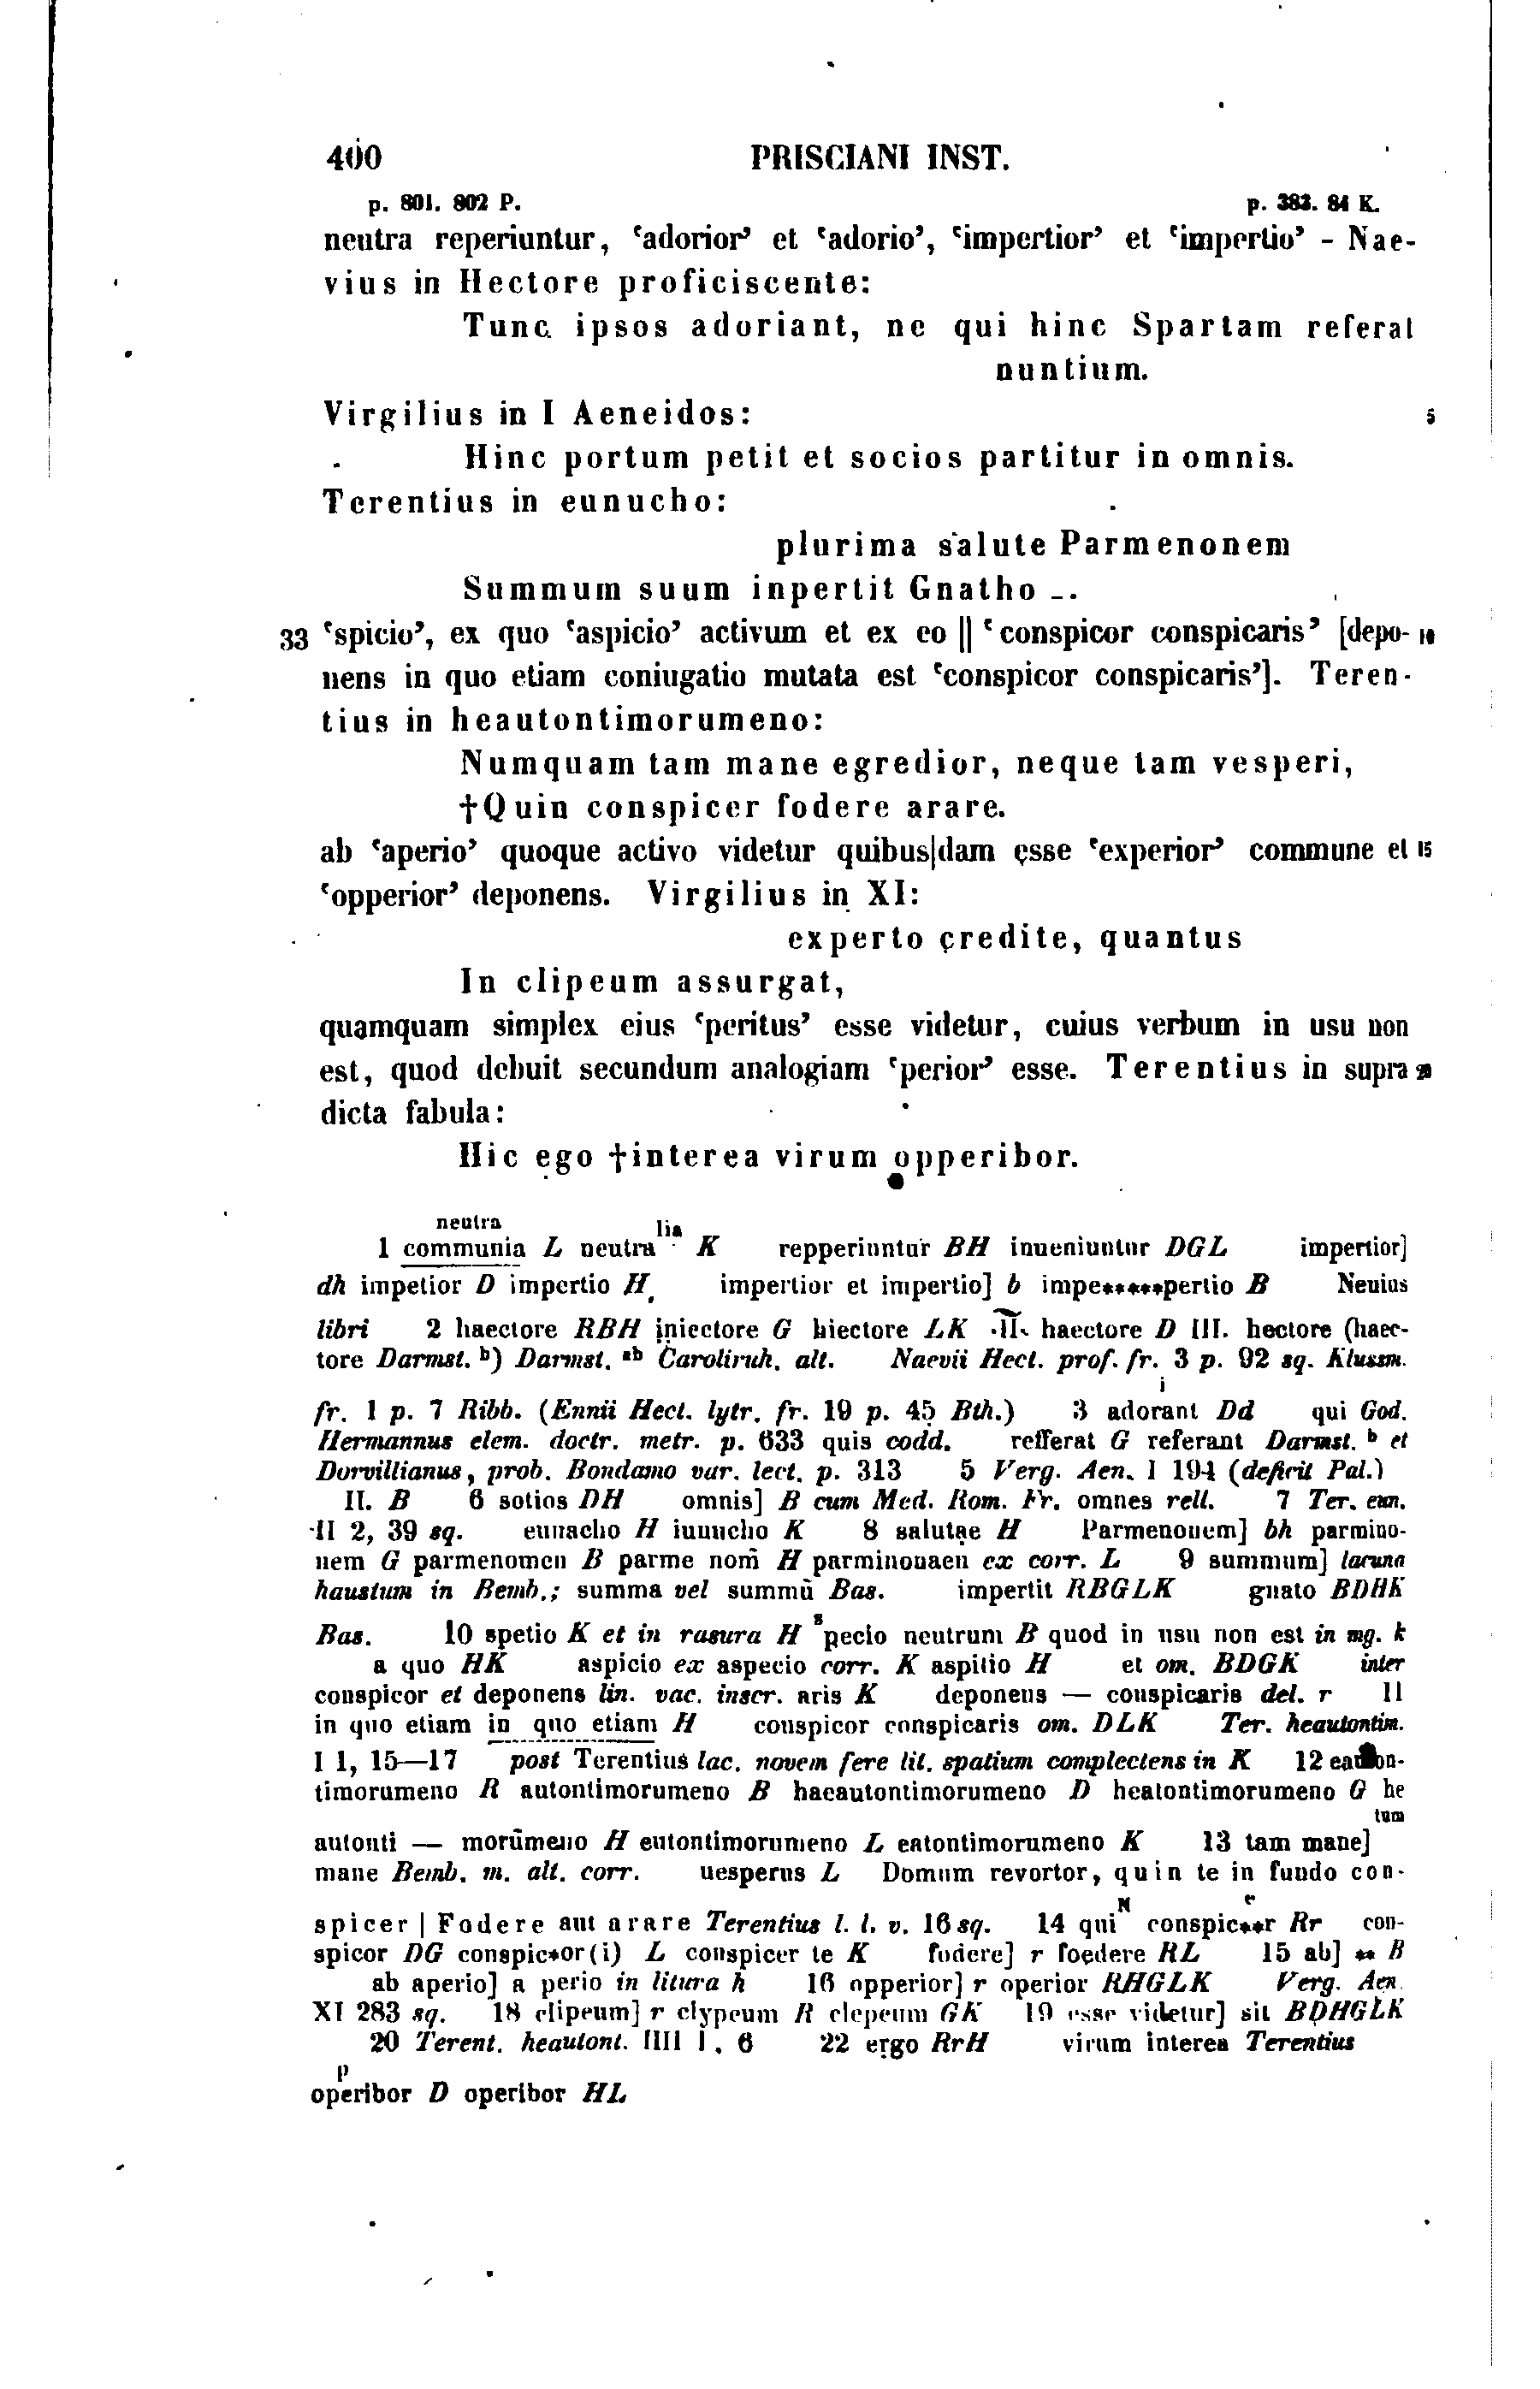 400 PRISCIANI INST.
p. 801. 802 P. p. 383. 84 K.
neutra reperiuntur, ‘adorior’ et ‘adorio’, ‘impertior’ et ‘impertio’ - Nae-
vius in Hectore proficiscente:
Tunc ipsos adoriant, ne qui hinc Spartam referat
nuntium.
Virgilius in I Aeneidos: 5
Hinc portum petit et socios partitur in omnis.
Terentius in eunucho:
plurima salute Parmenonem
Summum suum inpertit Gnatho _.
33 ‘spicio’, ex quo ‘aspicio’ activum et ex eo || ‘conspicor conspicaris’ [depo- 10
nens in quo etiam coniugatio mutata est ‘conspicor conspicaris’]. Teren-
tius in heautontimorumeno:
Numquam tam mane egredior, neque tam vesperi,
†Quin conspicer fodere arare.
ab ‘aperio’ quoque activo videtur quibus|dam esse ‘experior’ commune et 15
‘opperior’ deponens. Virgilius in XI:
experto credite, quantus
In clipeum assurgat,
quamquam simplex eius ‘peritus’ esse videtur, cuius verbum in usu non
est, quod debuit secundum analogiam ‘perior’ esse. Terentius in supra 20
dicta fabula:
Hic ego †interea virum opperibor.
neutra lia
1 communia L neutra K repperiuntur BH inueniuntur DGL impertior]
dh impetior D impertio H, impertior et impertio] b impe******pertio B Neuius
libri 2 haectore RBH iniectore G hiectore LK ·II· haectore D III. hectore (haec-
tore Darmst. b) Darmst. ab Caroliruh. alt. Naevii Hect. prof. fr. 3 p. 92 sq. Klussm.
i
fr. 1 p. 7 Ribb. (Ennii Hect. lytr. fr. 19 p. 45 Bth.) 3 adorant Dd qui God.
Hermannus elem. doctr. metr. p. 633 quis codd. refferat G referant Darmst. b et
Dorvillianus, prob. Bondamo var. lect. p. 313 5 Verg. Aen. I 194 (deficit Pal.)
II. B 6 sotios DH omnis] B cum Med. Rom. Fr. omnes rell. 7 Ter. eun.
II 2, 39 sq. eunacho H iuuucho K 8 salutae H Parmenonem] bh parmino-
nem G parmenomen B parme nom̄ H parminonaen ex corr. L 9 summum] lacuna
haustum in Bemb.; summa vel summū Bas. impertit RBGLK gnato BDHK
s
Bas. 10 spetio K et in rasura H pecio neutrum B quod in usu non est in mg. k
a quo HK aspicio ex aspecio corr. K aspitio H et om. BDGK inter
conspicor et deponens lin. vac. inscr. aris K deponens — conspicaris del. r 11
in quo etiam in quo etiam H conspicor conspicaris om. DLK Ter. heautontim.
I 1, 15—17 post Terentius lac. novem fere lit. spatium complectens in K 12
timorumeno R autontimorumeno B haeautontimorumeno D heatontimorumeno G he
tum
autonti — morūmeno H eutontimorumeno L eatontimorumeno K 13 tam mane]
mane Bemb. m. alt. corr. uesperus L Domum revortor, quin te in fundo con-
N e
spicer | Fodere aut arare Terentius l. l. v. 16 sq. 14 qui conspic**r Rr con-
spicor DG conspic*or(i) L conspicer te K fodere] r foedere RL 15 ab] ** B
ab aperio] a perio in litura h 16 opperior] r operior RHGLK Verg. Aen.
XI 283 sq. 18 clipeum] r clypeum R clepeum GK 19 esse videtur] sit BDHGLK
20 Terent. heautont. IIII 1, 6 22 ergo RrH virum interea Terentius
p
operibor D operibor HL